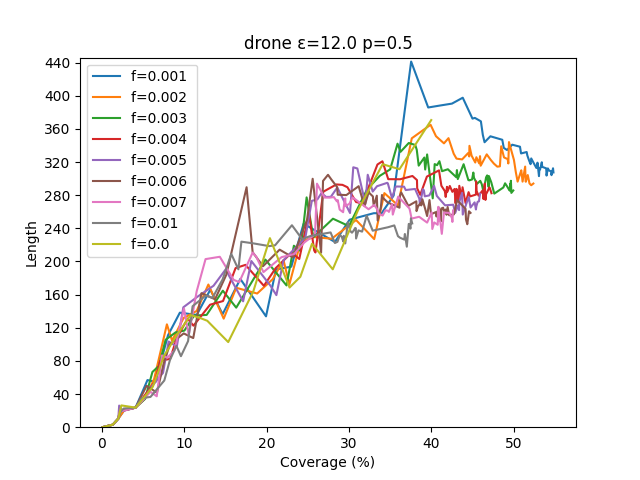 drone ε=12.0 p=0.5
440
400
360
320
280
240
200
160
120
80
40
0
Length
f=0.001
f=0.002
f=0.003
f=0.004
f=0.005
f=0.006
f=0.007
f=0.01
f=0.0
0 10 20 30 40 50
Coverage (%)